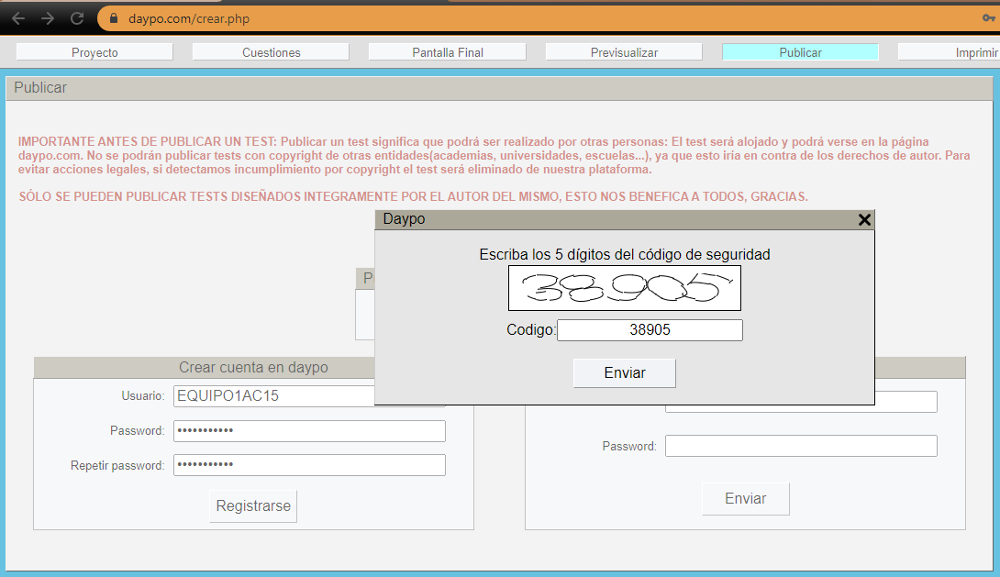 daypo.com/crear.php
Proyecto
Cuestiones
Pantalla Final
Previsualizar
Publicar
Imprimir
Publicar
IMPORTANTE ANTES DE PUBLICAR UN TEST: Publicar un test significa que podrá ser realizado por otras personas: El test será alojado y podrá verse en la página
daypo.com. No se podrán publicar tests con copyright de otras entidades(academias, universidades, escuelas...), ya que esto iría en contra de los derechos de autor. Para
evitar acciones legales, si detectamos incumplimiento por copyright el test será eliminado de nuestra plataforma.
SÓLO SE PUEDEN PUBLICAR TESTS DISEÑADOS INTEGRAMENTE POR EL AUTOR DEL MISMO, ESTO NOS BENEFICA A TODOS, GRACIAS.
Daypo
Escriba los 5 dígitos del código de seguridad
38905
Codigo: 38905
Enviar
P
Crear cuenta en daypo
Usuario: EQUIPO1AC15
Password: •••••••••••
Repetir password: •••••••••••
Registrarse
Password:
Enviar